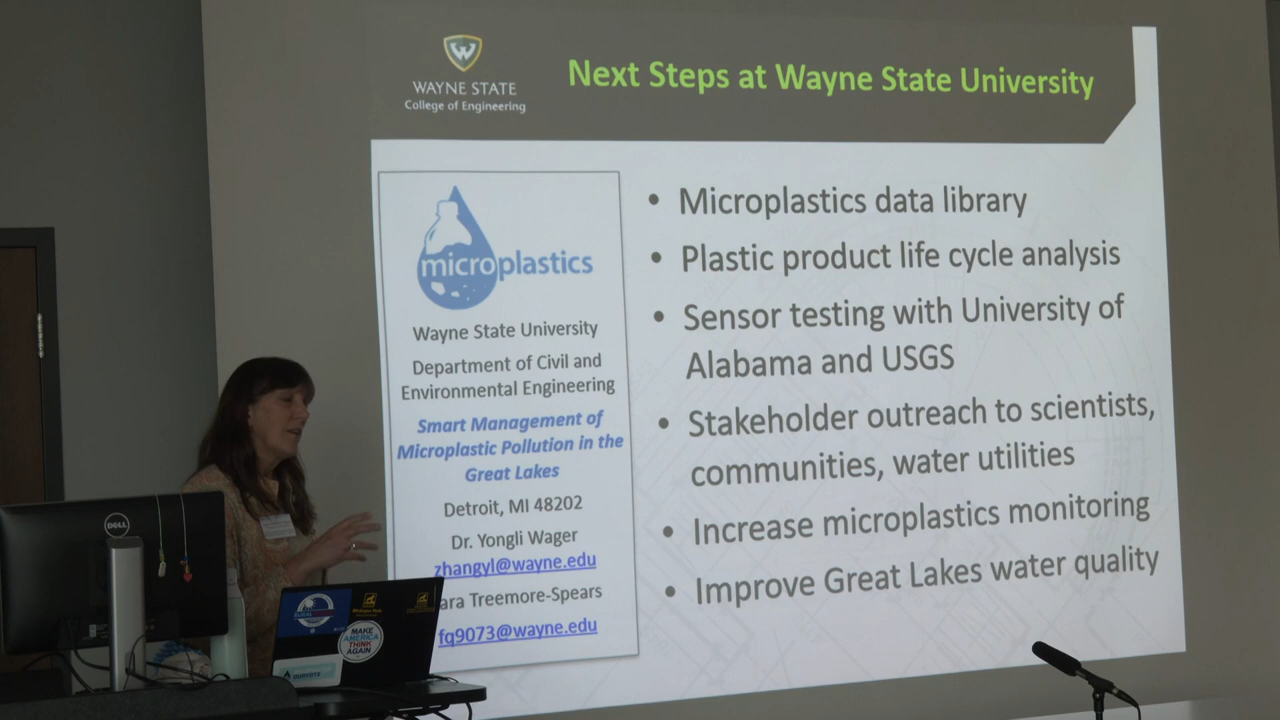 WAYNE STATE
College of Engineering
Next Steps at Wayne State University
microplastics
Wayne State University
Department of Civil and
Environmental Engineering
Smart Management of
Microplastic Pollution in the
Great Lakes
Detroit, MI 48202
Dr. Yongli Wager
zhangyl@wayne.edu
ara Treemore-Spears
fq9073@wayne.edu
• Microplastics data library
• Plastic product life cycle analysis
• Sensor testing with University of
Alabama and USGS
• Stakeholder outreach to scientists,
communities, water utilities
• Increase microplastics monitoring
• Improve Great Lakes water quality
DELL
MAKE
AMERICA
THINK
AGAIN